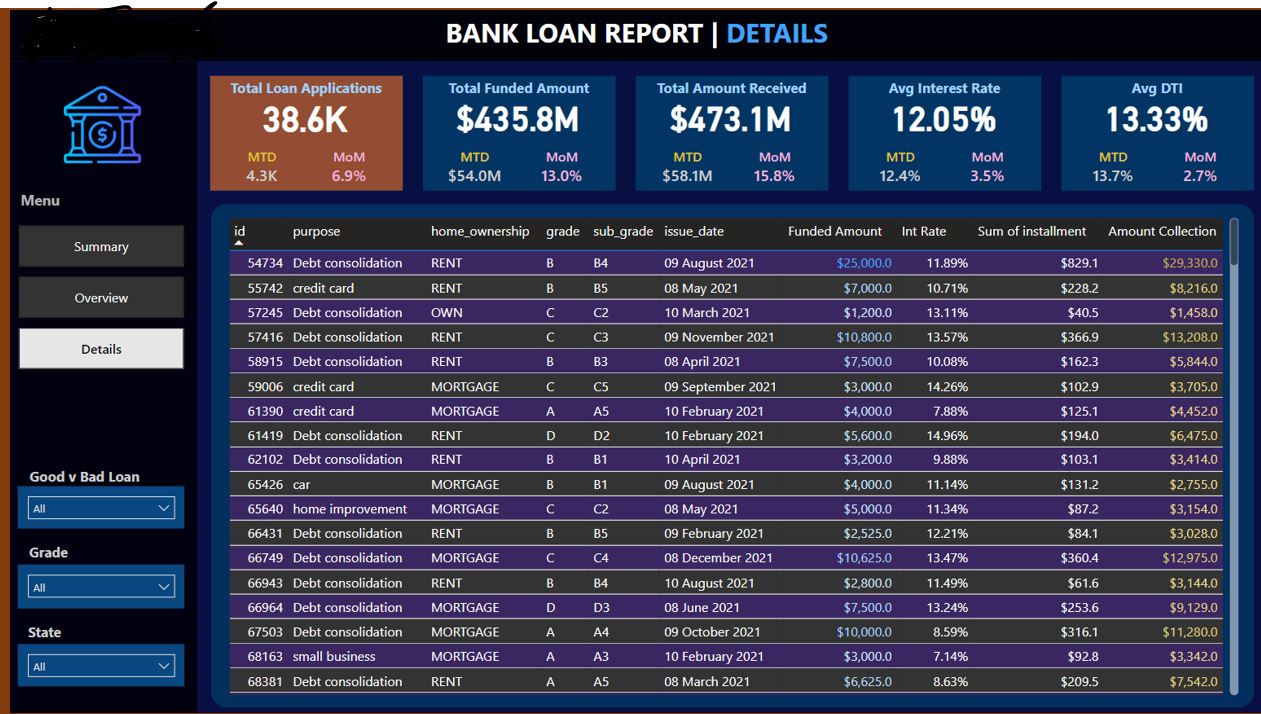 BANK LOAN REPORT | DETAILS
Total Loan Applications
38.6K
MTD MoM
4.3K 6.9%
Total Funded Amount
$435.8M
MTD MoM
$54.0M 13.0%
Total Amount Received
$473.1M
MTD MoM
$58.1M 15.8%
Avg Interest Rate
12.05%
MTD MoM
12.4% 3.5%
Avg DTI
13.33%
MTD MoM
13.7% 2.7%
Menu
Summary
Overview
Details
Good v Bad Loan
All
Grade
All
State
All
id purpose home_ownership grade sub_grade issue_date Funded Amount Int Rate Sum of installment Amount Collection
54734 Debt consolidation RENT B B4 09 August 2021 $25,000.0 11.89% $829.1 $29,330.0
55742 credit card RENT B B5 08 May 2021 $7,000.0 10.71% $228.2 $8,216.0
57245 Debt consolidation OWN C C2 10 March 2021 $1,200.0 13.11% $40.5 $1,458.0
57416 Debt consolidation RENT C C3 09 November 2021 $10,800.0 13.57% $366.9 $13,208.0
58915 Debt consolidation RENT B B3 08 April 2021 $7,500.0 10.08% $162.3 $5,844.0
59006 credit card MORTGAGE C C5 09 September 2021 $3,000.0 14.26% $102.9 $3,705.0
61390 credit card MORTGAGE A A5 10 February 2021 $4,000.0 7.88% $125.1 $4,452.0
61419 Debt consolidation RENT D D2 10 February 2021 $5,600.0 14.96% $194.0 $6,475.0
62102 Debt consolidation RENT B B1 10 April 2021 $3,200.0 9.88% $103.1 $3,414.0
65426 car MORTGAGE B B1 09 August 2021 $4,000.0 11.14% $131.2 $2,755.0
65640 home improvement MORTGAGE C C2 08 May 2021 $5,000.0 11.34% $87.2 $3,154.0
66431 Debt consolidation RENT B B5 09 February 2021 $2,525.0 12.21% $84.1 $3,028.0
66749 Debt consolidation MORTGAGE C C4 08 December 2021 $10,625.0 13.47% $360.4 $12,975.0
66943 Debt consolidation RENT B B4 10 August 2021 $2,800.0 11.49% $61.6 $3,144.0
66964 Debt consolidation MORTGAGE D D3 08 June 2021 $7,500.0 13.24% $253.6 $9,129.0
67503 Debt consolidation MORTGAGE A A4 09 October 2021 $10,000.0 8.59% $316.1 $11,280.0
68163 small business MORTGAGE A A3 10 February 2021 $3,000.0 7.14% $92.8 $3,342.0
68381 Debt consolidation RENT A A5 08 March 2021 $6,625.0 8.63% $209.5 $7,542.0